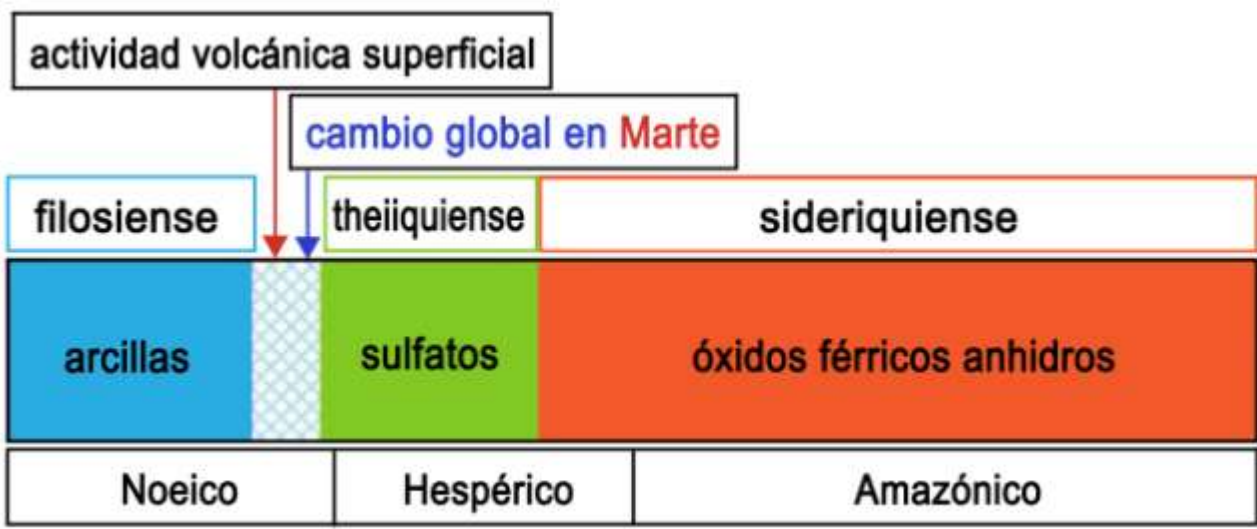 actividad volcánica superficial
cambio global en Marte
filosiense
theiiquiense
sideriquiense
arcillas
sulfatos
óxidos férricos anhidros
Noeico
Hespérico
Amazónico